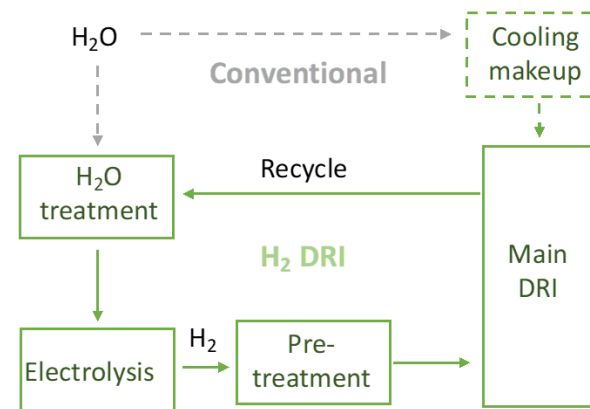 H₂O
Cooling
makeup
Conventional
H₂O
treatment
Recycle
H₂ DRI
Main
DRI
Electrolysis
H₂
Pre-
treatment